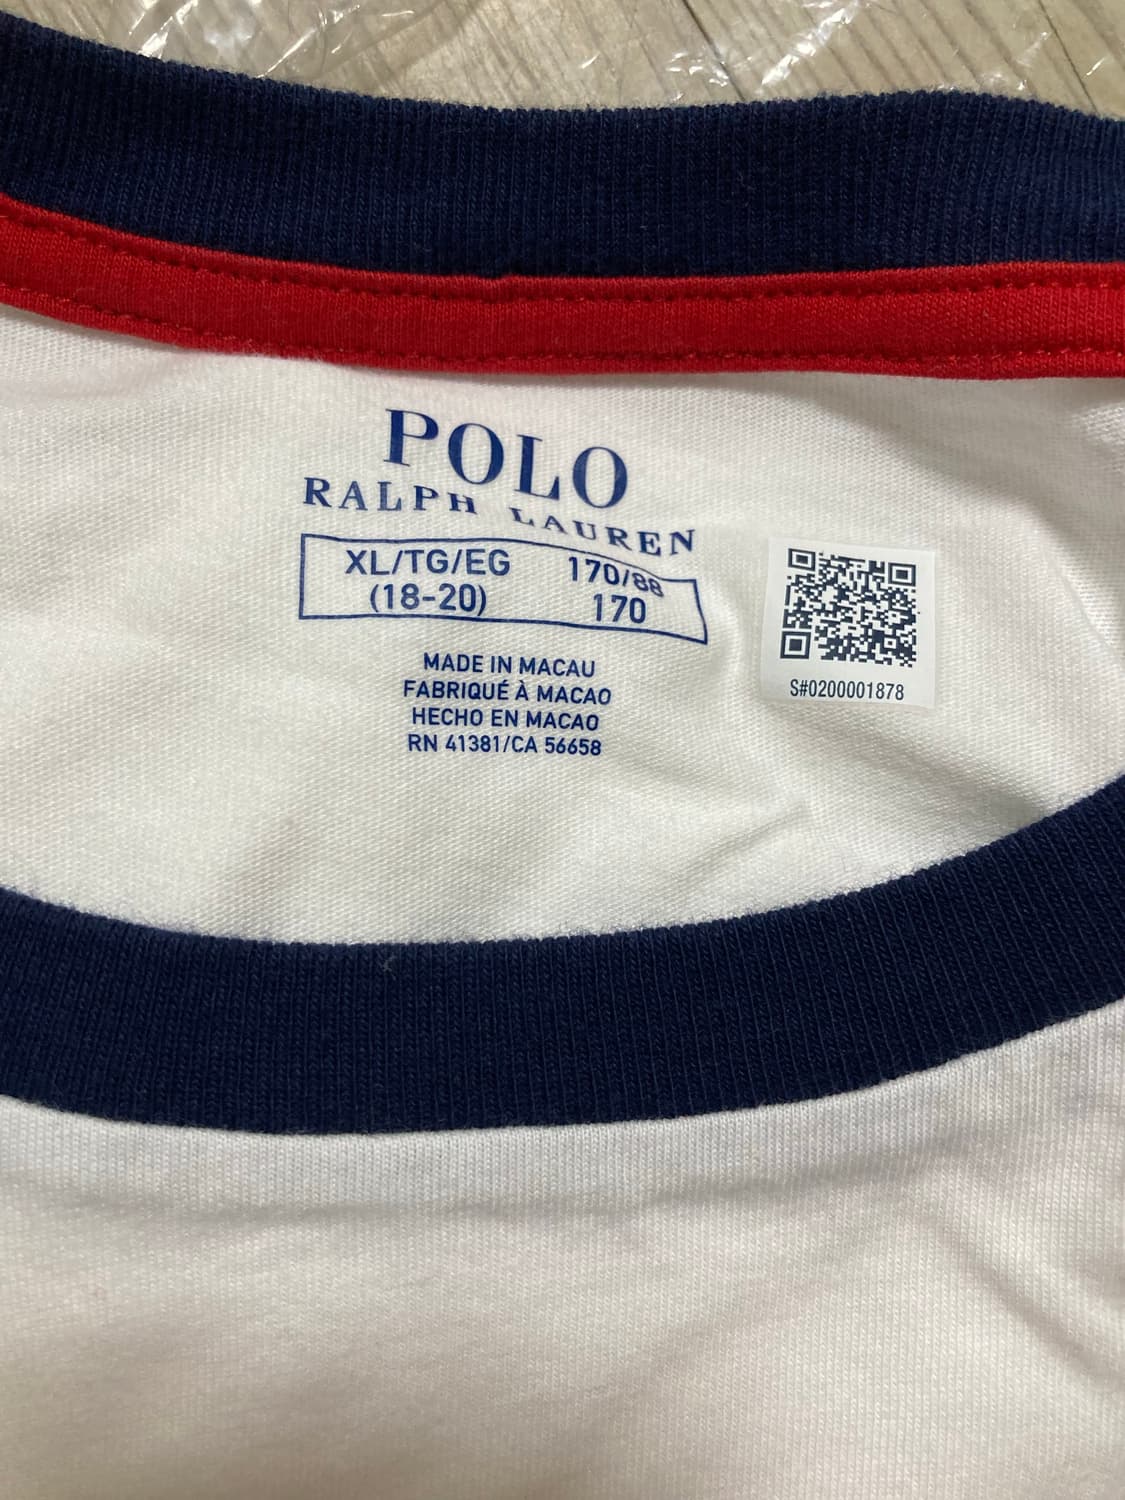 POLO
RALPH LAUREN
XL/TG/EG 170/88
(18-20) 170
MADE IN MACAU
FABRIQUÉ À MACAO
HECHO EN MACAO
RN 41381/CA 56658
S#0200001878